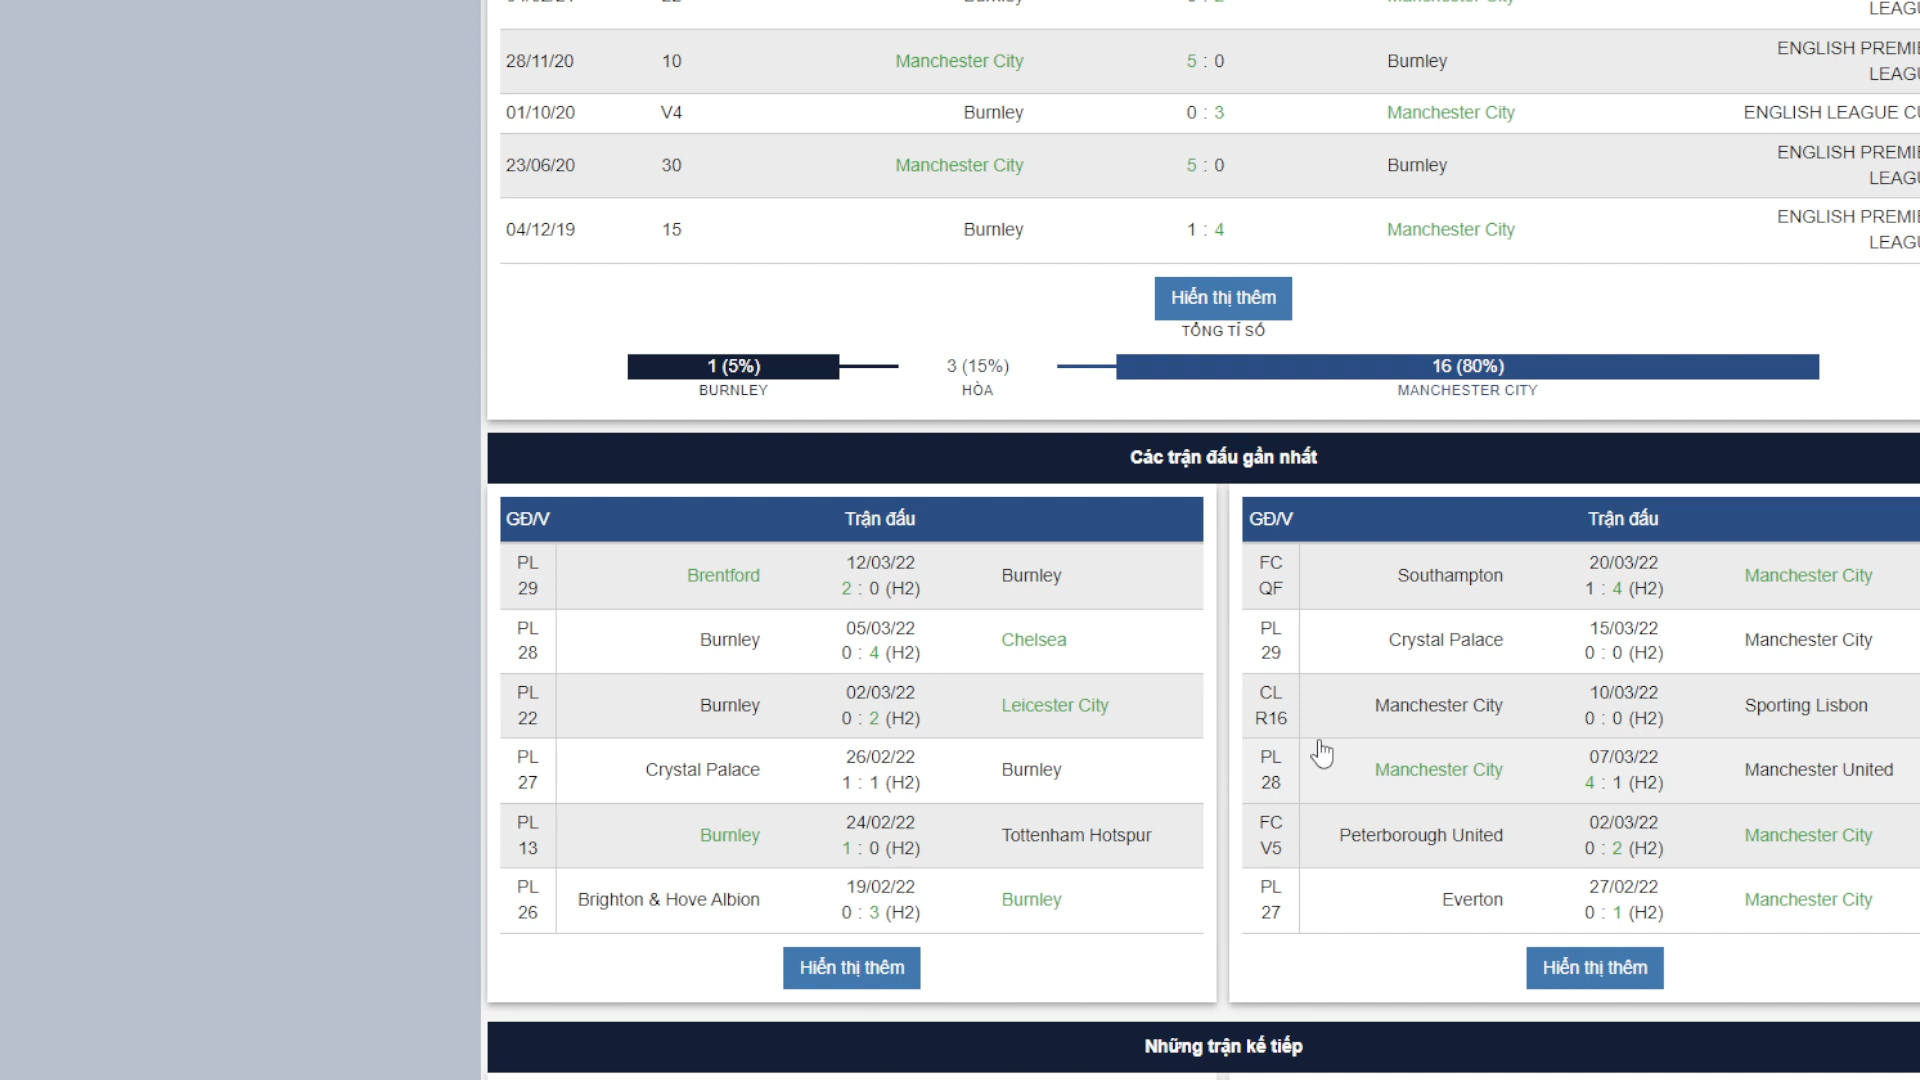 28/11/20 10 Manchester City 5 : 0 Burnley ENGLISH
01/10/20 V4 Burnley 0 : 3 Manchester City ENGLISH LEAGUE
23/06/20 30 Manchester City 5 : 0 Burnley ENGLISH
04/12/19 15 Burnley 1 : 4 Manchester City ENGLISH
Hiển thị thêm
TỔNG TỈ SỐ
1 (5%) 3 (15%) 16 (80%)
BURNLEY HÒA MANCHESTER CITY
Các trận đấu gần nhất
GĐ/V Trận đấu
PL 12/03/22
Brentford Burnley
29 2 : 0 (H2)
PL 05/03/22
Burnley Chelsea
28 0 : 4 (H2)
PL 02/03/22
Burnley Leicester City
22 0 : 2 (H2)
PL 26/02/22
Crystal Palace Burnley
27 1 : 1 (H2)
PL 24/02/22
Burnley Tottenham Hotspur
13 1 : 0 (H2)
PL 19/02/22
Brighton & Hove Albion Burnley
26 0 : 3 (H2)
Hiển thị thêm
GĐ/V Trận đấu
FC 20/03/22
Southampton Manchester City
QF 1 : 4 (H2)
PL 15/03/22
Crystal Palace Manchester City
29 0 : 0 (H2)
CL 10/03/22
Manchester City Sporting Lisbon
R16 0 : 0 (H2)
PL 07/03/22
Manchester City Manchester United
28 4 : 1 (H2)
FC 02/03/22
Peterborough United Manchester City
V5 0 : 2 (H2)
PL 27/02/22
Everton Manchester City
27 0 : 1 (H2)
Hiển thị thêm
Những trận kế tiếp